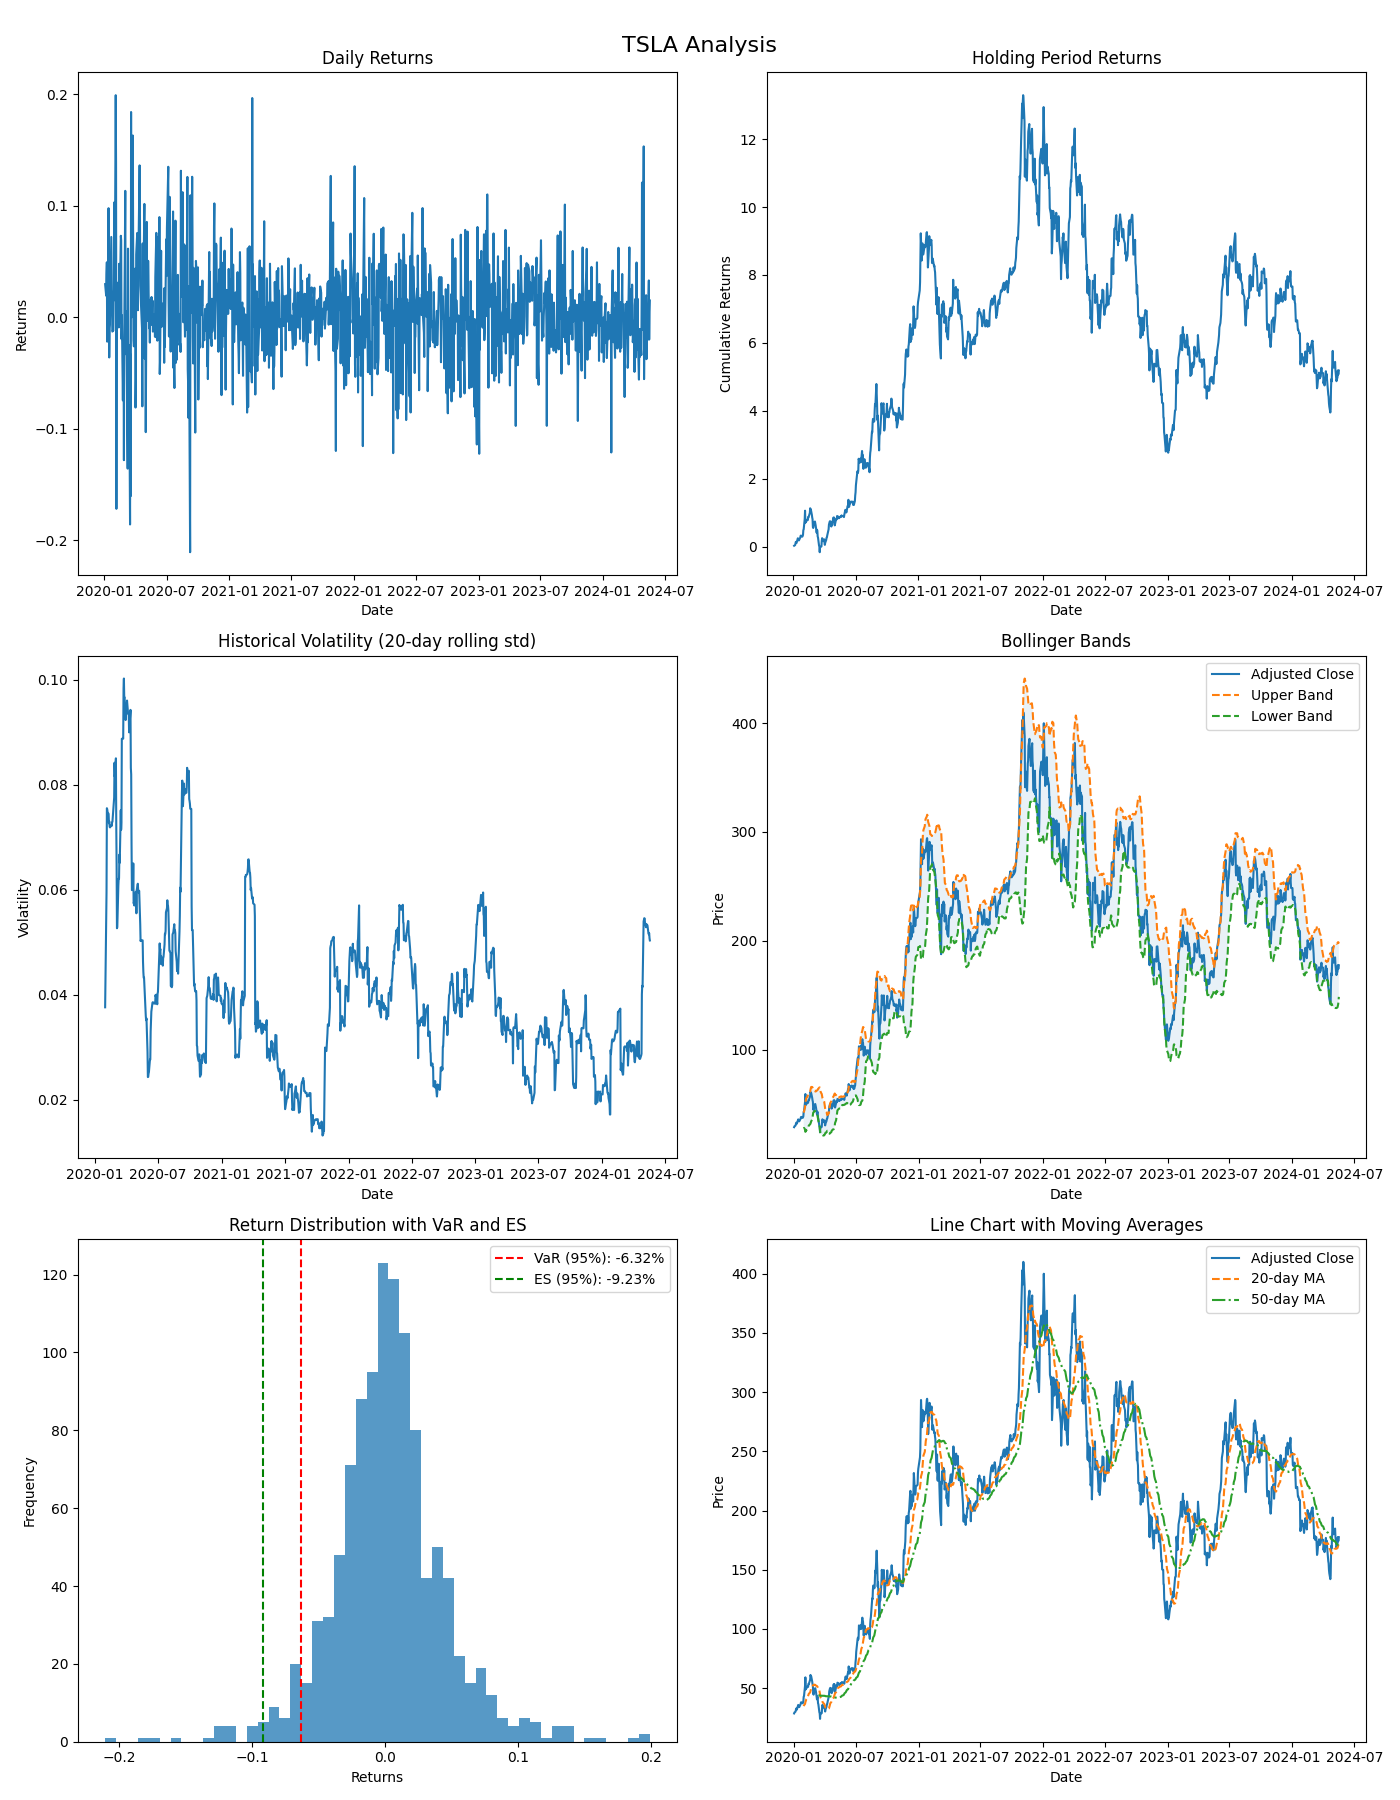 TSLA Analysis
Daily Returns
0.2
0.1
0.0
−0.1
−0.2
Returns
2020-01 2020-07 2021-01 2021-07 2022-01 2022-07 2023-01 2023-07 2024-01 2024-07
Date
Holding Period Returns
12
10
8
6
4
2
0
Cumulative Returns
2020-01 2020-07 2021-01 2021-07 2022-01 2022-07 2023-01 2023-07 2024-01 2024-07
Date
Historical Volatility (20-day rolling std)
0.10
0.08
0.06
0.04
0.02
Volatility
2020-01 2020-07 2021-01 2021-07 2022-01 2022-07 2023-01 2023-07 2024-01 2024-07
Date
Bollinger Bands
Adjusted Close
Upper Band
Lower Band
400
300
200
100
Price
2020-01 2020-07 2021-01 2021-07 2022-01 2022-07 2023-01 2023-07 2024-01 2024-07
Date
Return Distribution with VaR and ES
VaR (95%): -6.32%
ES (95%): -9.23%
120
100
80
60
40
20
0
Frequency
−0.2 −0.1 0.0 0.1 0.2
Returns
Line Chart with Moving Averages
Adjusted Close
20-day MA
50-day MA
400
350
300
250
200
150
100
50
Price
2020-01 2020-07 2021-01 2021-07 2022-01 2022-07 2023-01 2023-07 2024-01 2024-07
Date